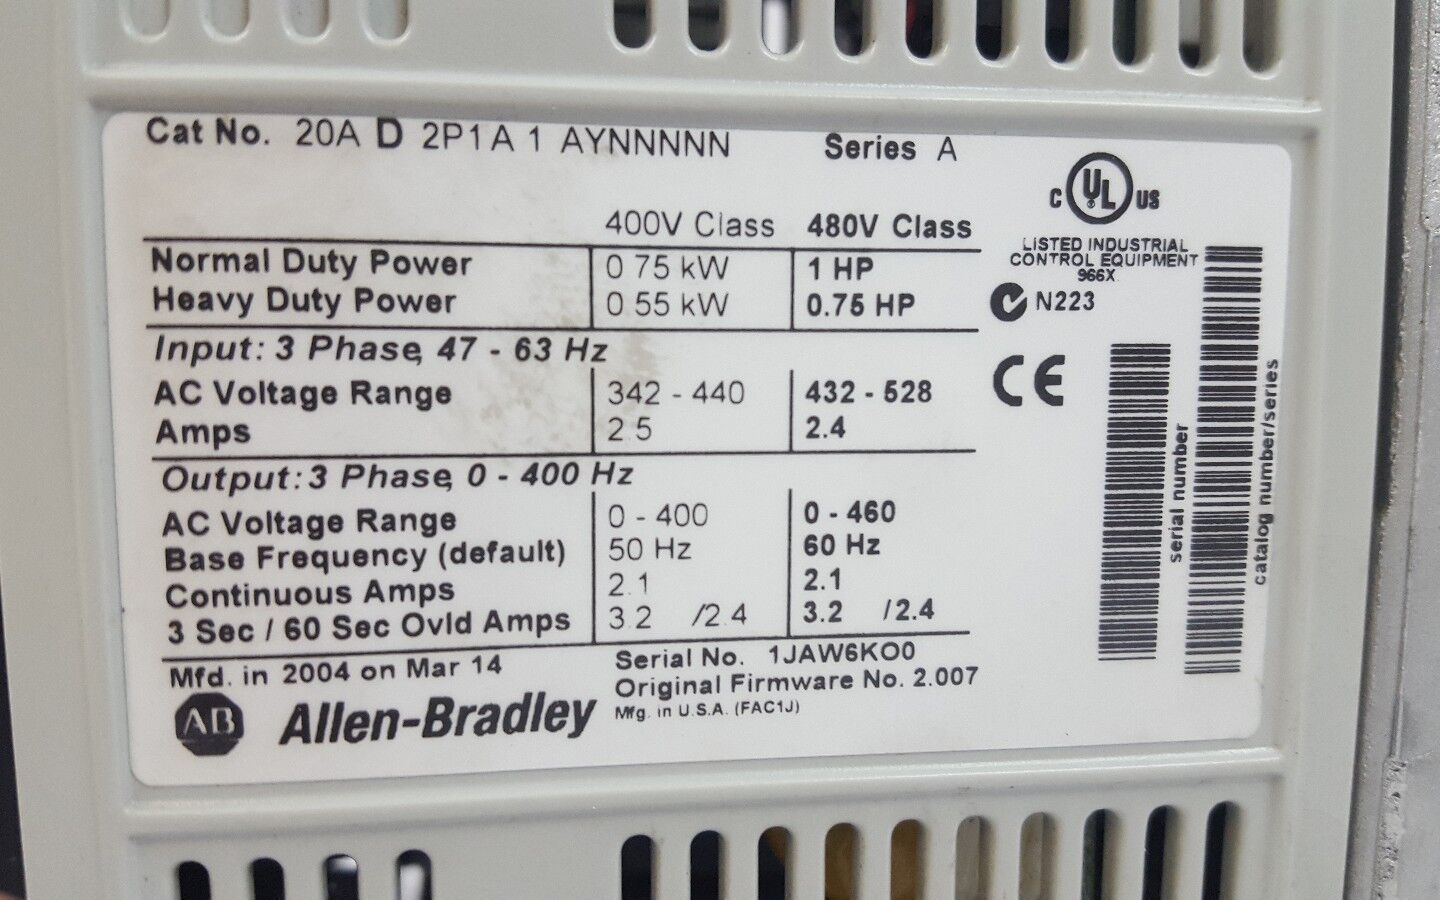 Cat No. 20A D 2P1 A 1 AYNNNNN Series A
C UL US
LISTED INDUSTRIAL
CONTROL EQUIPMENT
966X
N223
CE
400V Class 480V Class
Normal Duty Power 0 75 kW 1 HP
Heavy Duty Power 0 55 kW 0.75 HP
Input: 3 Phase, 47 - 63 Hz
AC Voltage Range 342 - 440 432 - 528
Amps 2 5 2.4
Output: 3 Phase, 0 - 400 Hz
AC Voltage Range 0 - 400 0 - 460
Base Frequency (default) 50 Hz 60 Hz
Continuous Amps 2.1 2.1
3 Sec / 60 Sec Ovld Amps 3.2 /2.4 3.2 /2.4
Mfd. in 2004 on Mar 14
Serial No. 1JAW6KO0
Original Firmware No. 2.007
Mfg. in U.S.A. (FAC1J)
AB Allen-Bradley
serial number
catalog number/series